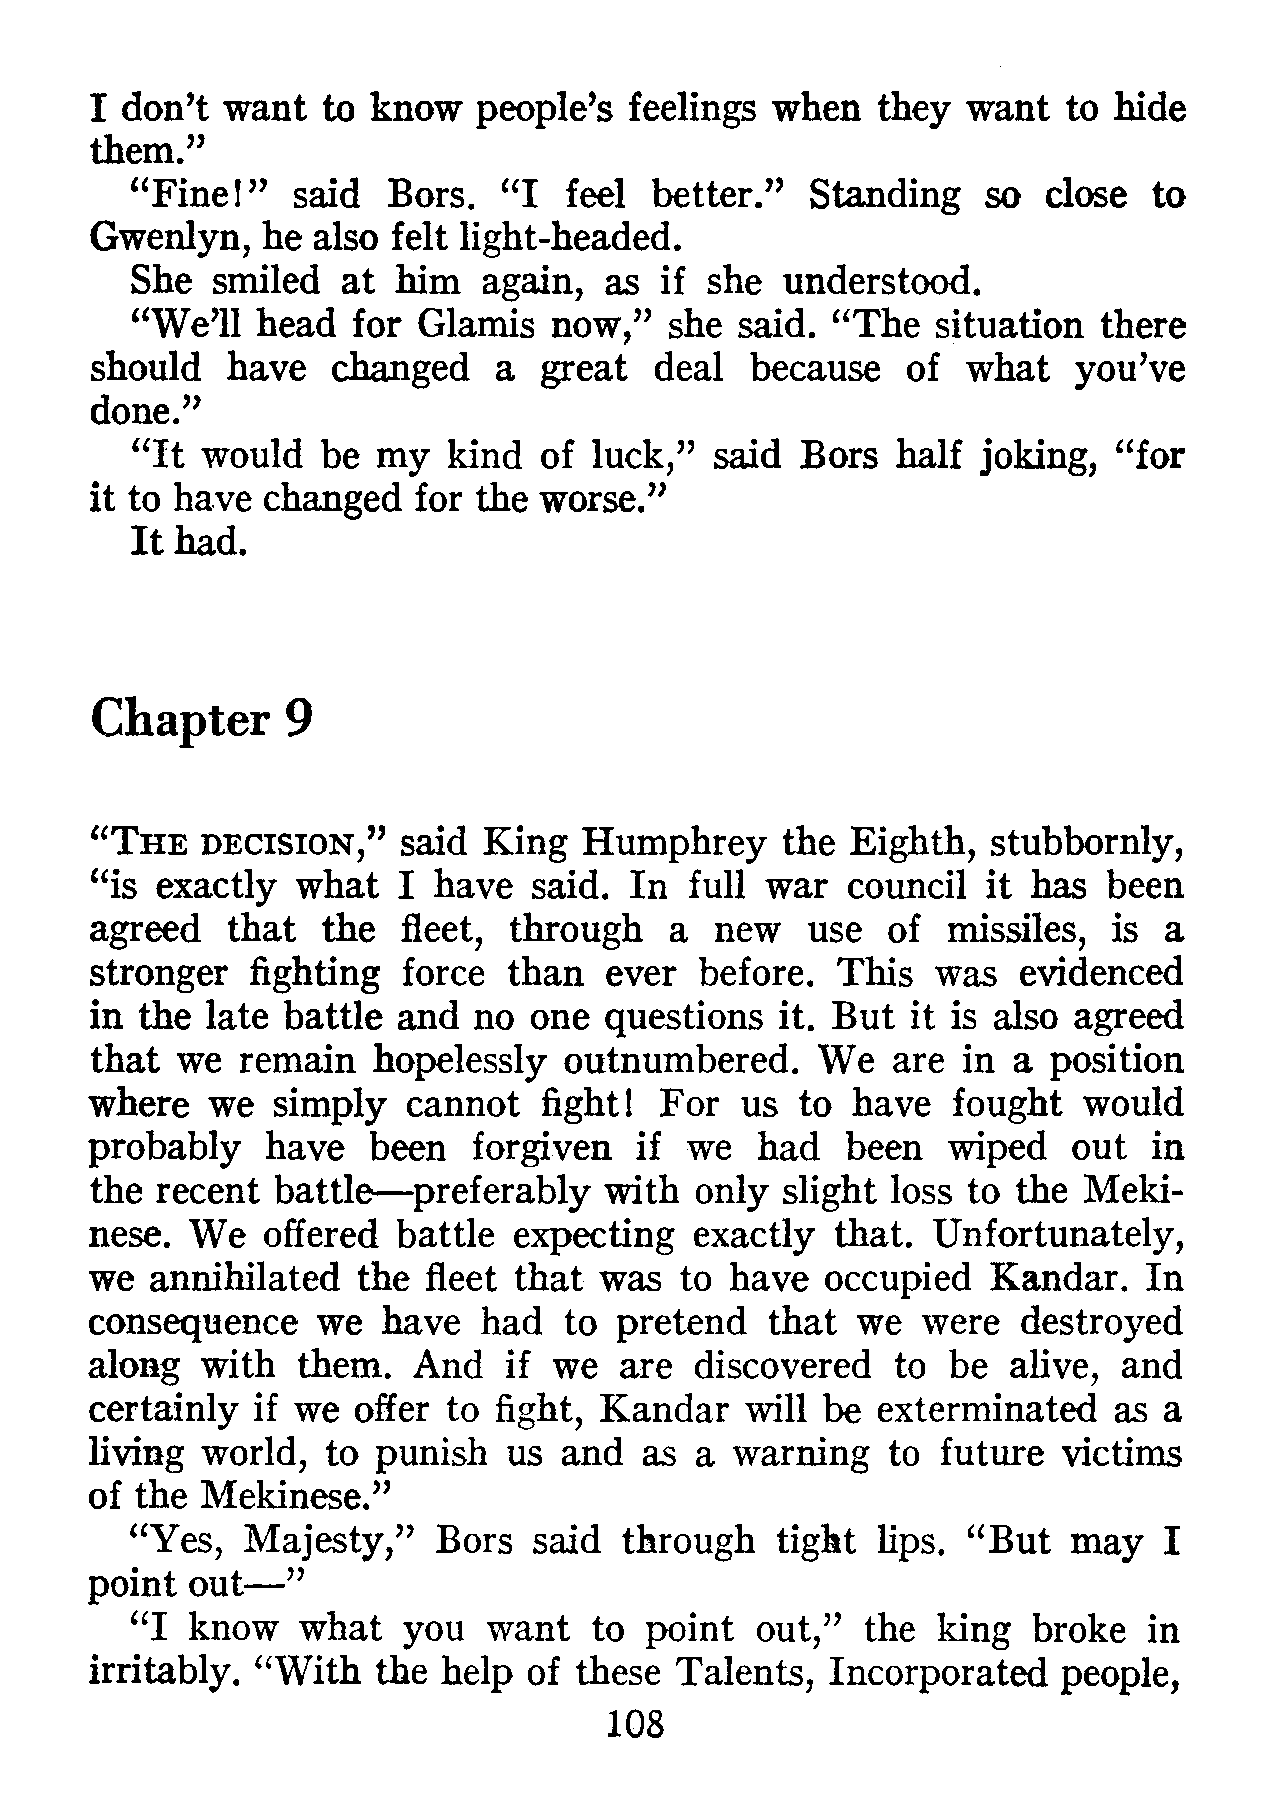 I don't want to know people's feelings when they want to hide
them."
"Fine!" said Bors. "I feel better." Standing so close to
Gwenlyn, he also felt light-headed.
She smiled at him again, as if she understood.
"We'll head for Glamis now," she said. "The situation there
should have changed a great deal because of what you've
done."
"It would be my kind of luck," said Bors half joking, "for
it to have changed for the worse."
It had.
Chapter 9
"THE DECISION," said King Humphrey the Eighth, stubbornly,
"is exactly what I have said. In full war council it has been
agreed that the fleet, through a new use of missiles, is a
stronger fighting force than ever before. This was evidenced
in the late battle and no one questions it. But it is also agreed
that we remain hopelessly outnumbered. We are in a position
where we simply cannot fight! For us to have fought would
probably have been forgiven if we had been wiped out in
the recent battle—preferably with only slight loss to the Meki-
nese. We offered battle expecting exactly that. Unfortunately,
we annihilated the fleet that was to have occupied Kandar. In
consequence we have had to pretend that we were destroyed
along with them. And if we are discovered to be alive, and
certainly if we offer to fight, Kandar will be exterminated as a
living world, to punish us and as a warning to future victims
of the Mekinese."
"Yes, Majesty," Bors said through tight lips. "But may I
point out—"
"I know what you want to point out," the king broke in
irritably. "With the help of these Talents, Incorporated people,
108